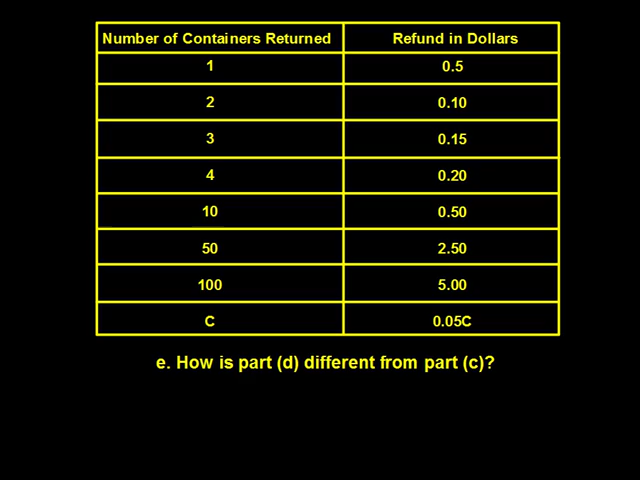 Number of Containers Returned Refund in Dollars
1 0.5
2 0.10
3 0.15
4 0.20
10 0.50
50 2.50
100 5.00
C 0.05C
e. How is part (d) different from part (c)?